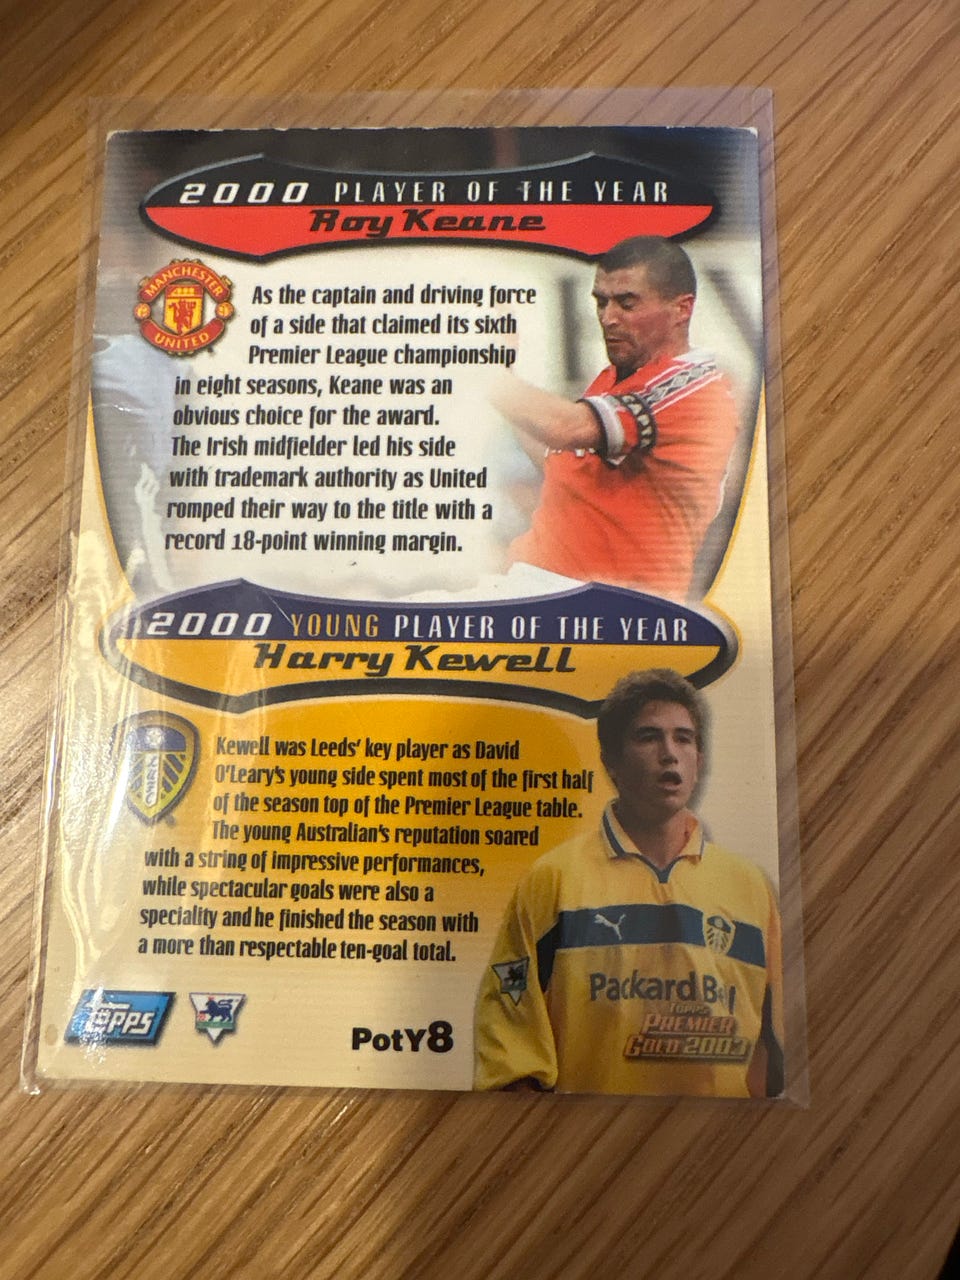 2000 PLAYER OF THE YEAR
Roy Keane
MANCHESTER
UNITED
As the captain and driving force
of a side that claimed its sixth
Premier League championship
in eight seasons, Keane was an
obvious choice for the award.
The Irish midfielder led his side
with trademark authority as United
romped their way to the title with a
record 18-point winning margin.
CAPTA
2000 YOUNG PLAYER OF THE YEAR
Harry Kewell
LUFC
Kewell was Leeds' key player as David
O'Leary's young side spent most of the first half
of the season top of the Premier League table.
The young Australian's reputation soared
with a string of impressive performances,
while spectacular goals were also a
speciality and he finished the season with
a more than respectable ten-goal total.
Packard Bell
TOPPS
PREMIER
GOLD 2003
TOPPS
PotY8